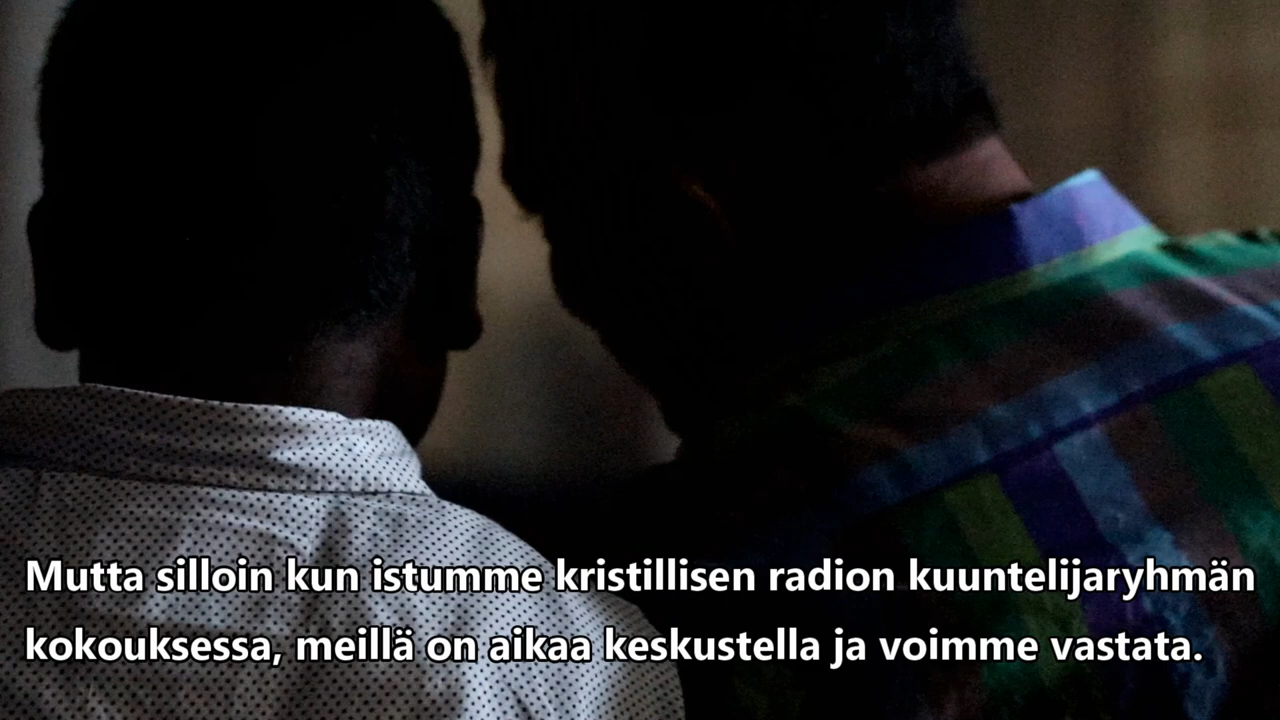 Mutta silloin kun istumme kristillisen radion kuuntelijaryhmän
kokouksessa, meillä on aikaa keskustella ja voimme vastata.